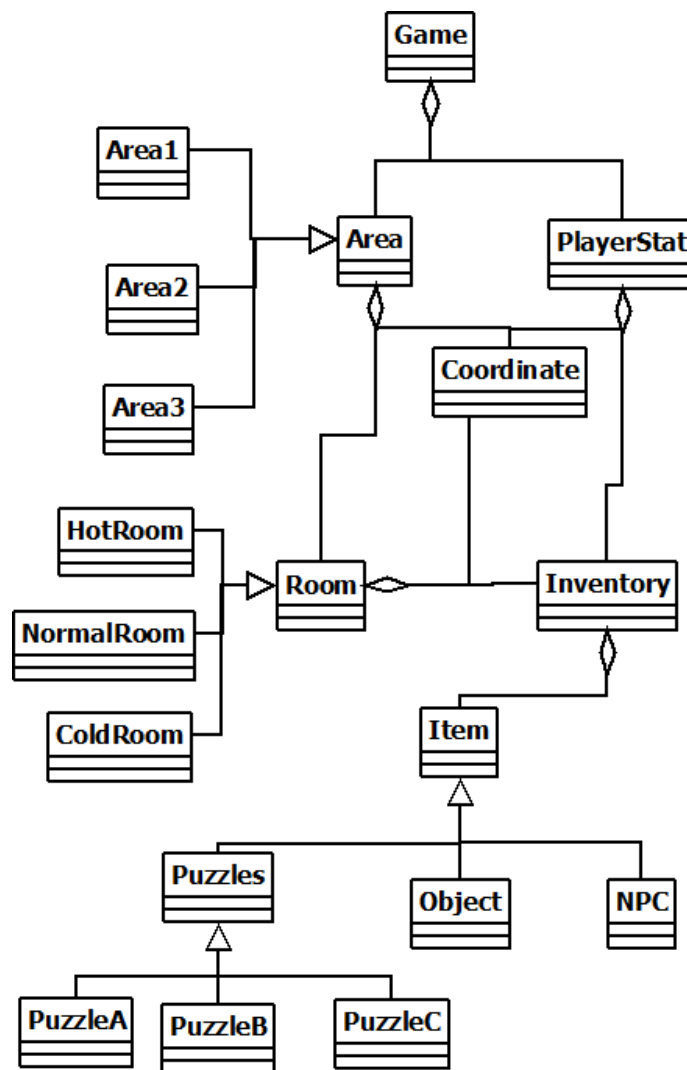 Game
Area1
Area
PlayerStat
Area2
Coordinate
Area3
HotRoom
Room
Inventory
NormalRoom
ColdRoom
Item
Puzzles
Object
NPC
PuzzleA
PuzzleB
PuzzleC